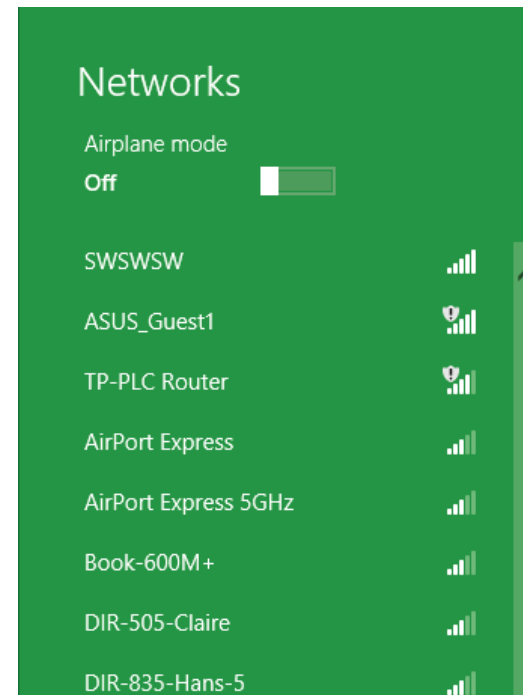 Networks
Airplane mode
Off
SWSWSW
ASUS_Guest1
TP-PLC Router
AirPort Express
AirPort Express 5GHz
Book-600M+
DIR-505-Claire
DIR-835-Hans-5